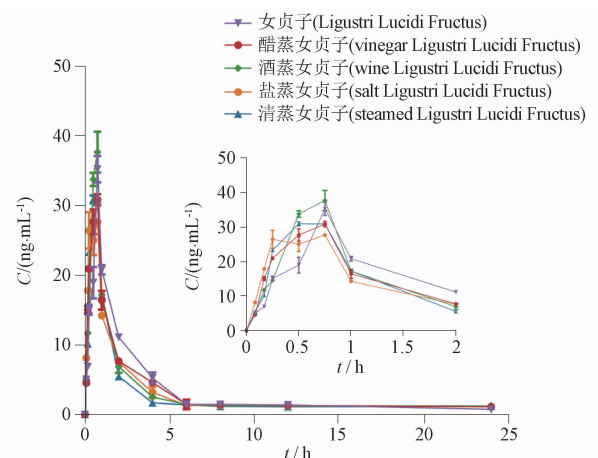 女贞子(Ligustri Lucidi Fructus)
醋蒸女贞子(vinegar Ligustri Lucidi Fructus)
酒蒸女贞子(wine Ligustri Lucidi Fructus)
盐蒸女贞子(salt Ligustri Lucidi Fructus)
清蒸女贞子(steamed Ligustri Lucidi Fructus)
50
40
30
20
10
0
C/(ng·mL-1)
0 5 10 15 20 25
t / h
50
40
30
20
10
0
C/(ng·mL-1)
0 0.5 1 1.5 2
t / h